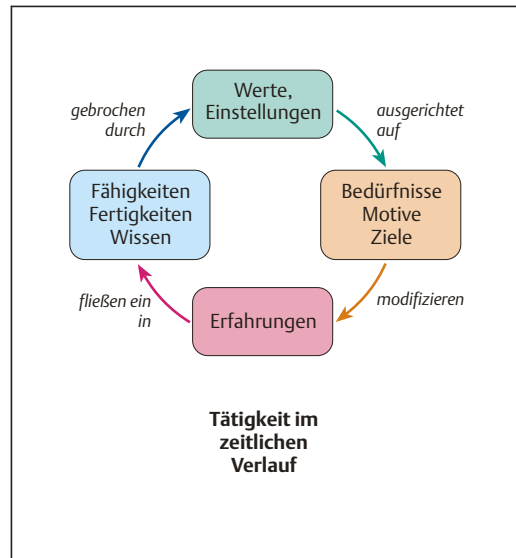 Werte,
Einstellungen
gebrochen
durch
ausgerichtet
auf
Fähigkeiten
Fertigkeiten
Wissen
Bedürfnisse
Motive
Ziele
fließen ein
in
Erfahrungen
modifizieren
Tätigkeit im
zeitlichen
Verlauf